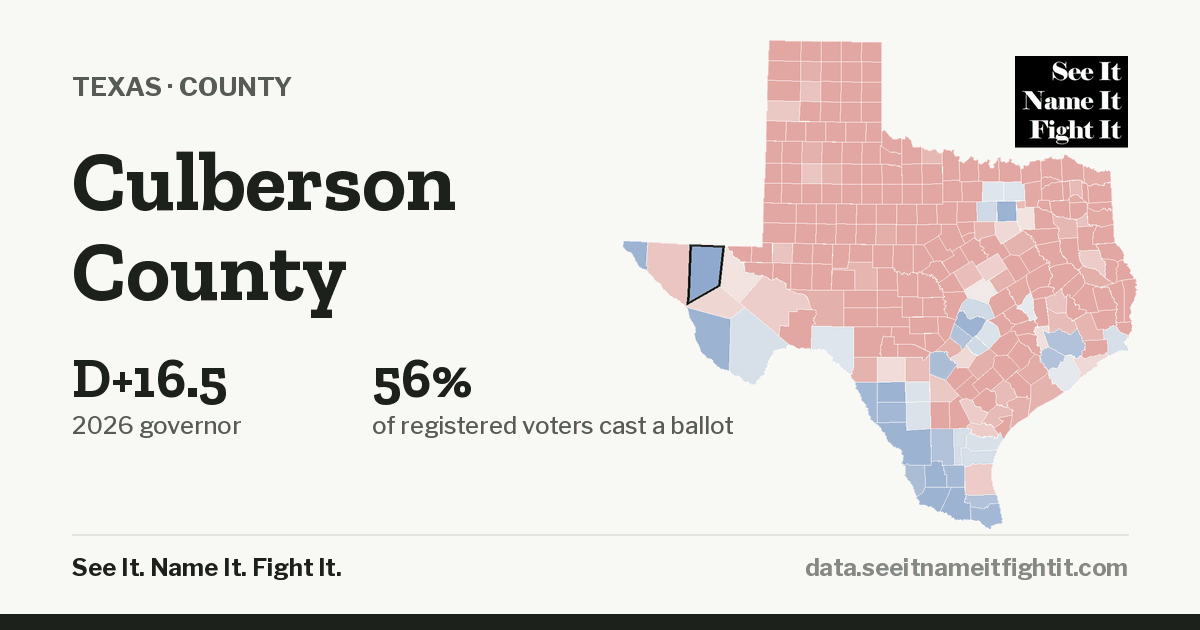 TEXAS · COUNTY
See It
Name It
Fight It
Culberson
County
D+16.5
2026 governor
56%
of registered voters cast a ballot
See It. Name It. Fight It.
data.seeitnameitfightit.com